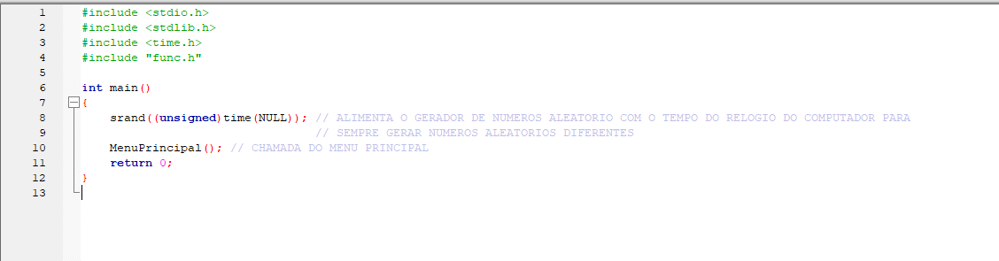 1 #include <stdio.h>
2 #include <stdlib.h>
3 #include <time.h>
4 #include "func.h"
5
6 int main()
7 {
8 srand((unsigned)time(NULL)); // ALIMENTA O GERADOR DE NUMEROS ALEATORIO COM O TEMPO DO RELOGIO DO COMPUTADOR PARA
9 // SEMPRE GERAR NUMEROS ALEATORIOS DIFERENTES
10 MenuPrincipal(); // CHAMADA DO MENU PRINCIPAL
11 return 0;
12 }
13